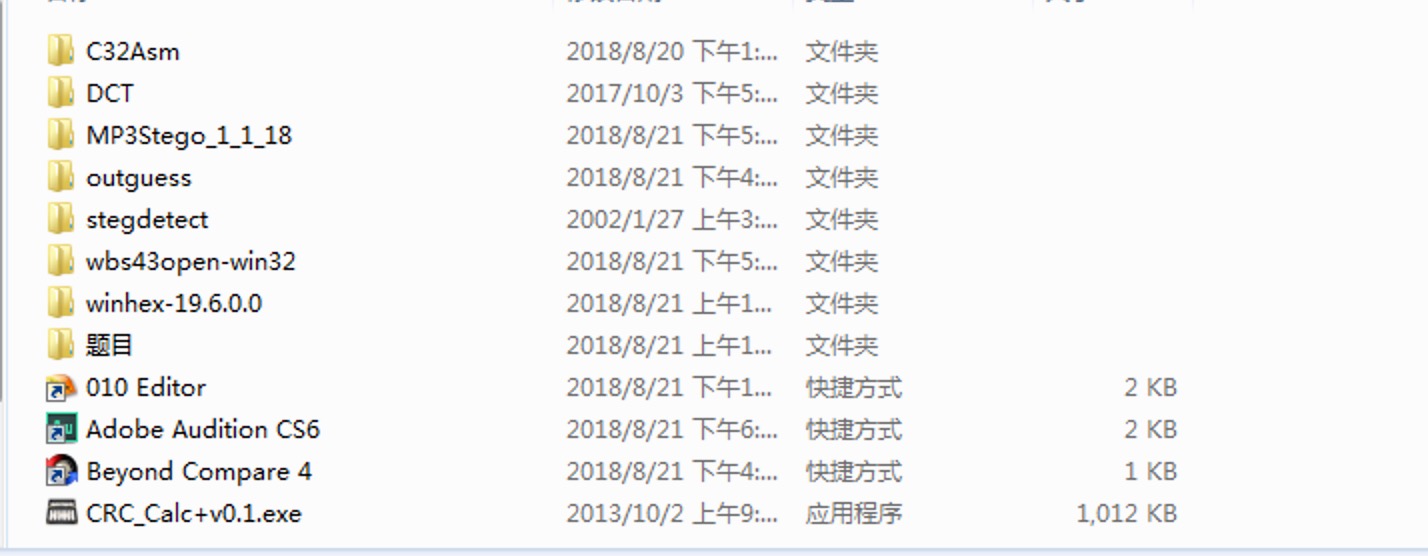 C32Asm 2018/8/20 下午1:... 文件夹
DCT 2017/10/3 下午5:... 文件夹
MP3Stego_1_1_18 2018/8/21 下午5:... 文件夹
outguess 2018/8/21 下午4:... 文件夹
stegdetect 2002/1/27 上午3:... 文件夹
wbs43open-win32 2018/8/21 下午5:... 文件夹
winhex-19.6.0.0 2018/8/21 上午1... 文件夹
题目 2018/8/21 上午1... 文件夹
010 Editor 2018/8/21 下午1... 快捷方式 2 KB
Adobe Audition CS6 2018/8/21 下午6:... 快捷方式 2 KB
Beyond Compare 4 2018/8/21 下午4:... 快捷方式 1 KB
CRC_Calc+v0.1.exe 2013/10/2 上午9:... 应用程序 1,012 KB